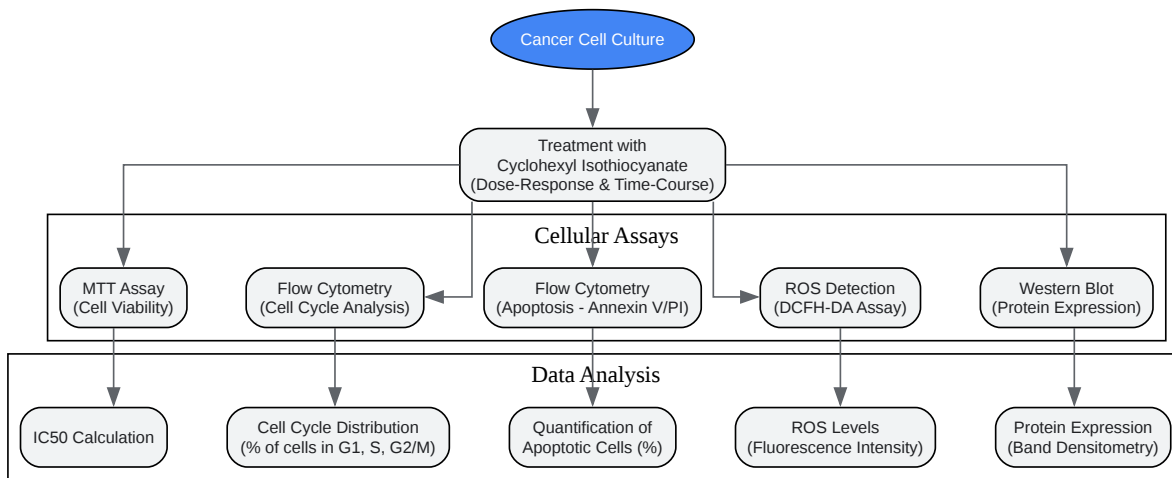 Cancer Cell Culture
Treatment with
Cyclohexyl Isothiocyanate
(Dose-Response & Time-Course)
Cellular Assays
MTT Assay
(Cell Viability)
Flow Cytometry
(Cell Cycle Analysis)
Flow Cytometry
(Apoptosis - Annexin V/PI)
ROS Detection
(DCFH-DA Assay)
Western Blot
(Protein Expression)
Data Analysis
IC50 Calculation
Cell Cycle Distribution
(% of cells in G1, S, G2/M)
Quantification of
Apoptotic Cells (%)
ROS Levels
(Fluorescence Intensity)
Protein Expression
(Band Densitometry)